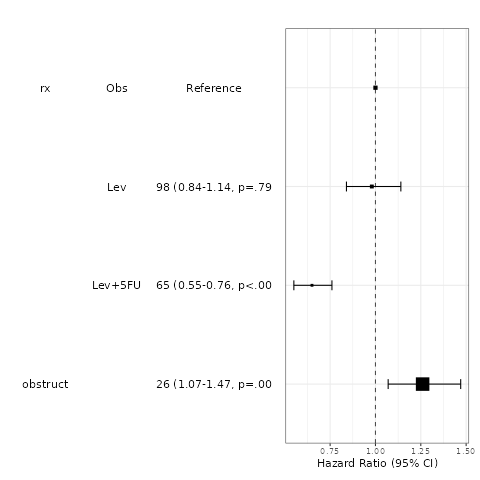 rx Obs Reference
Lev 98 (0.84-1.14, p=.79
Lev+5FU 65 (0.55-0.76, p<.00
obstruct 26 (1.07-1.47, p=.00
0.75 1.00 1.25 1.50
Hazard Ratio (95% CI)